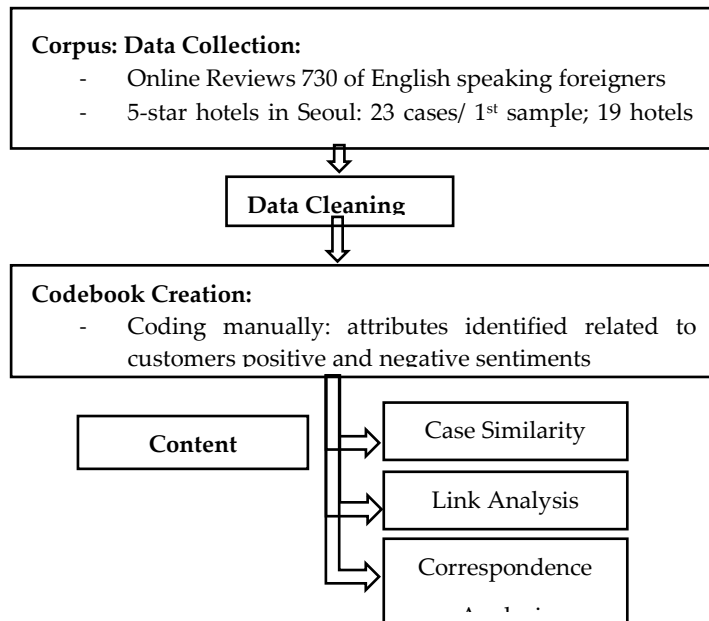 Corpus: Data Collection:
- Online Reviews 730 of English speaking foreigners
- 5-star hotels in Seoul: 23 cases/ 1st sample; 19 hotels
Data Cleaning
Codebook Creation:
- Coding manually: attributes identified related to
customers positive and negative sentiments
Content
Case Similarity
Link Analysis
Correspondence